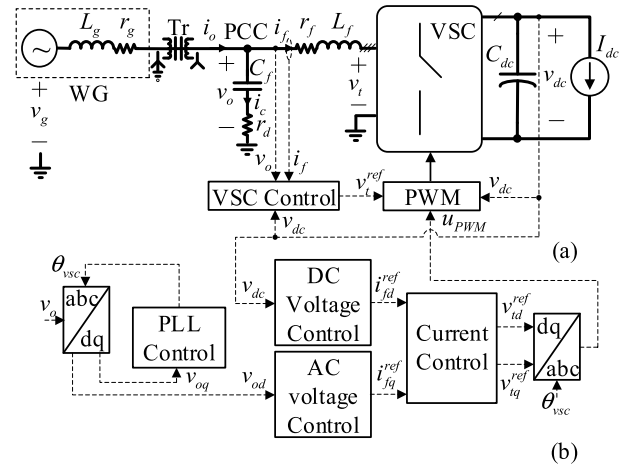 L_g r_g Tr i_o PCC i_f r_f L_f VSC
WG
+ v_g −
+ v_o −
C_f
i_c
r_d
+ v_t −
C_dc
+ v_dc −
I_dc
v_o i_f
VSC Control
v_t^ref
PWM
v_dc
v_dc
u_PWM
(a)
θ_vsc
v_o
abc
dq
PLL
Control
v_oq
v_dc
DC
Voltage
Control
i_fd^ref
v_od
AC
voltage
Control
i_fq^ref
Current
Control
v_td^ref
v_tq^ref
dq
abc
θ'_vsc
(b)